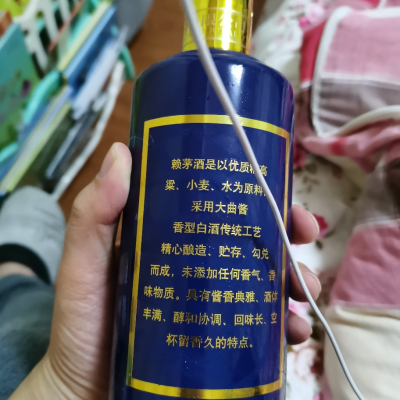 赖茅酒是以优质 高
粱、小麦、水为原料,
采用大曲酱
香型白酒传统工艺
精心酿造、贮存、勾兑
而成,未添加任何香气、香
味物质。具有酱香典雅、酒体
丰满、醇和协调、回味长、空
杯留香久的特点。